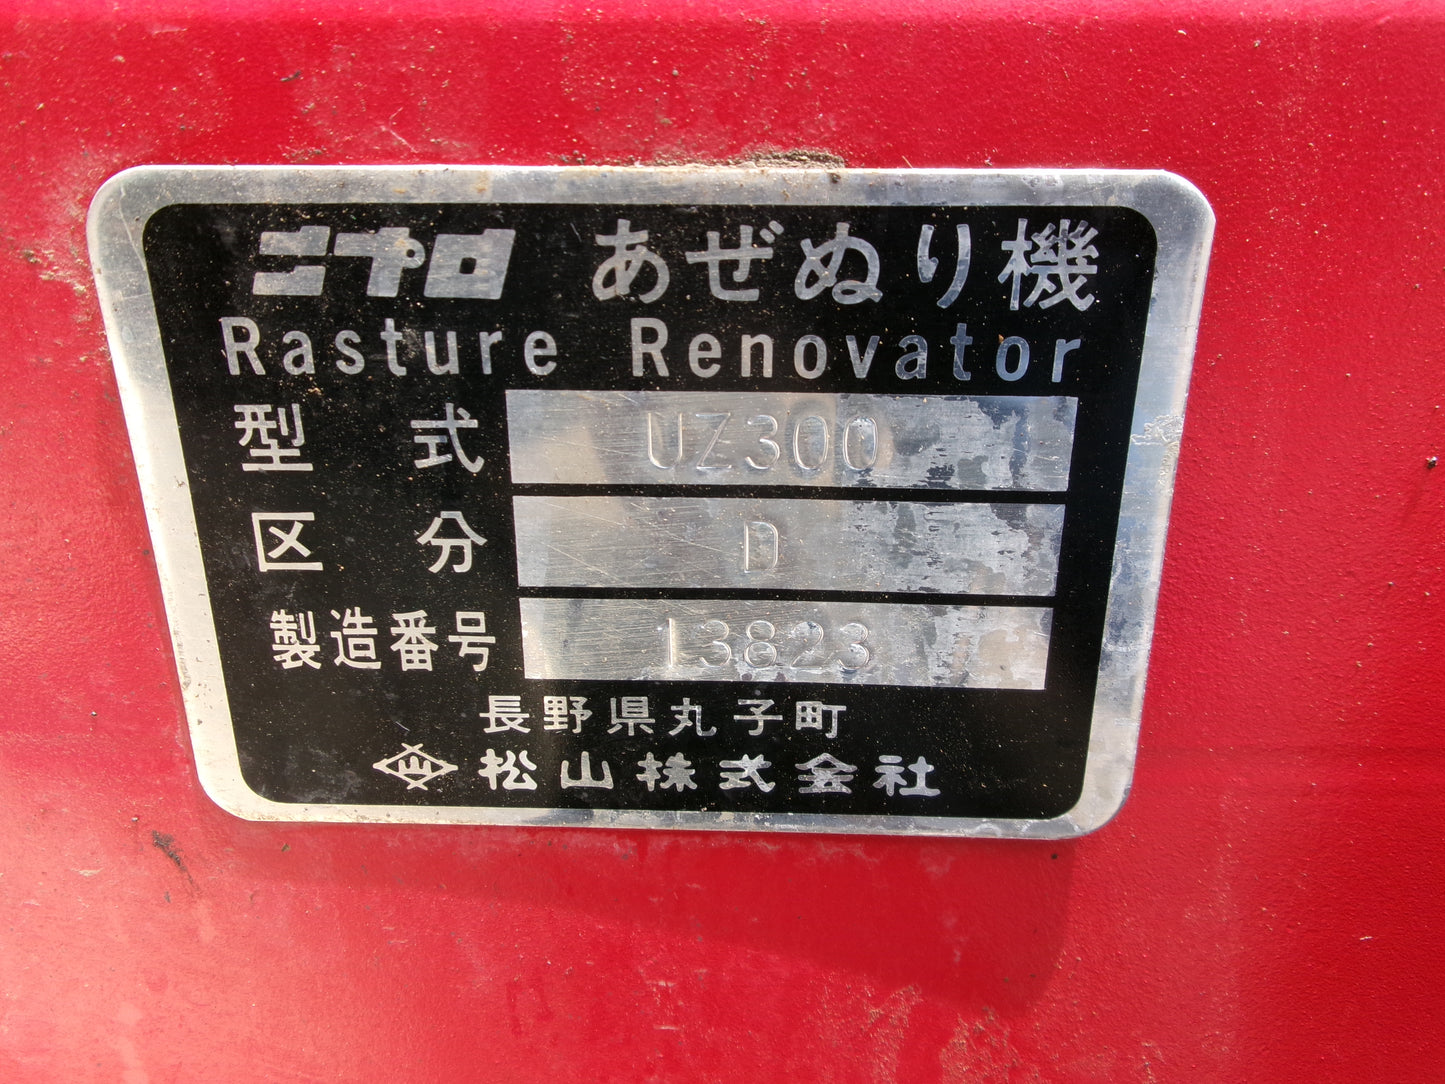 ニプロ あぜぬり機
Rasture Renovator
型式 UZ300
区分 D
製造番号 13823
長野県丸子町
松山株式会社